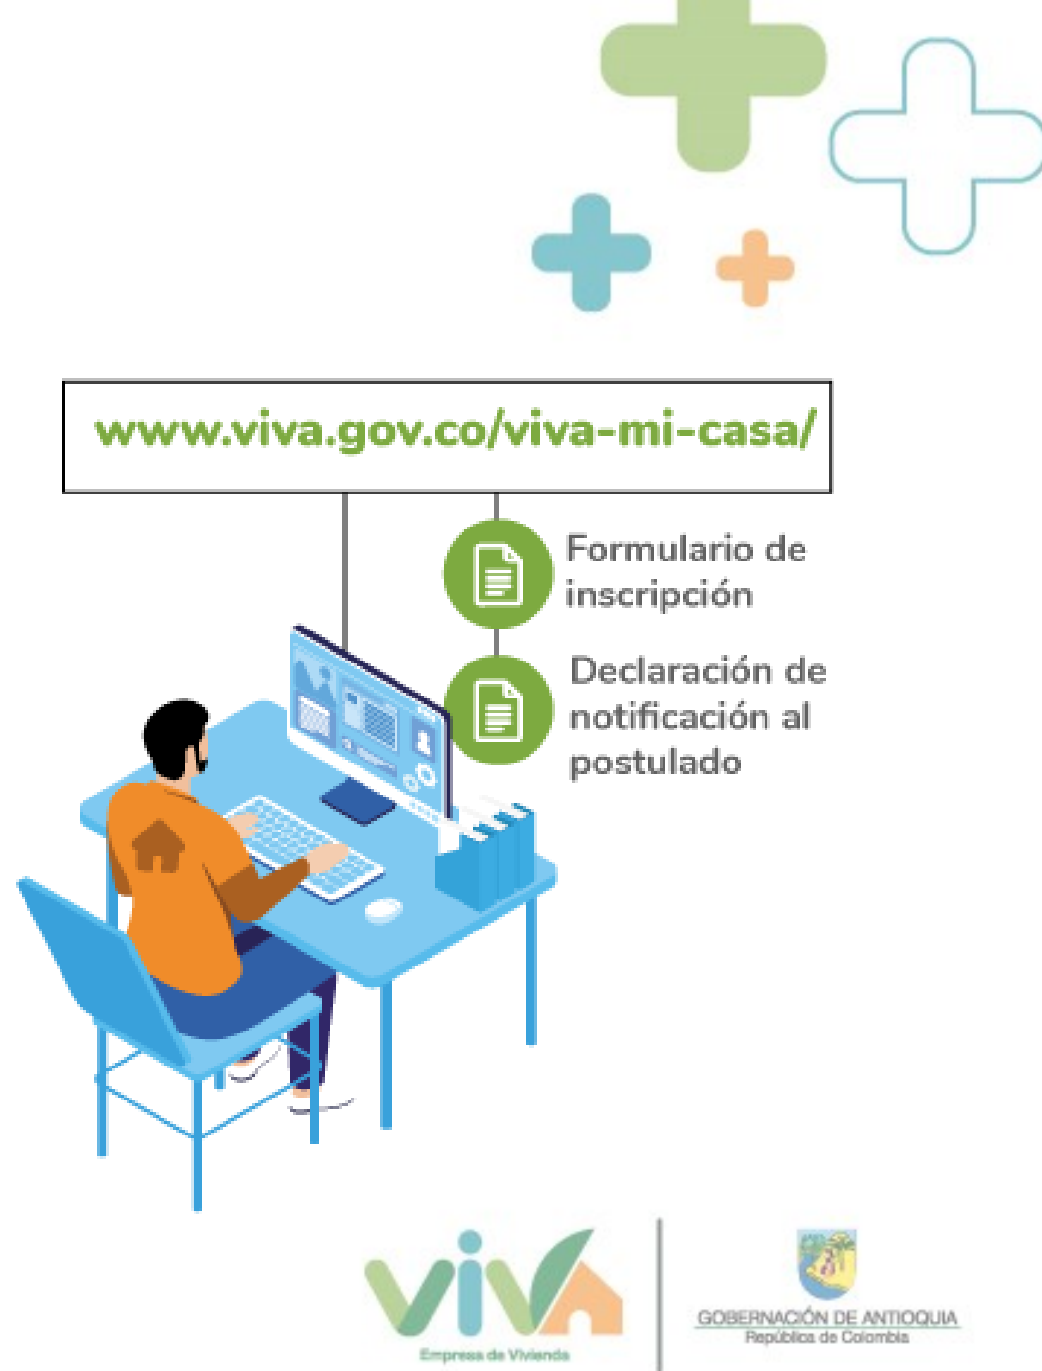 www.viva.gov.co/viva-mi-casa/
Formulario de
inscripción
Declaración de
notificación al
postulado
viva
Empresa de Vivienda
GOBERNACIÓN DE ANTIOQUIA
República de Colombia